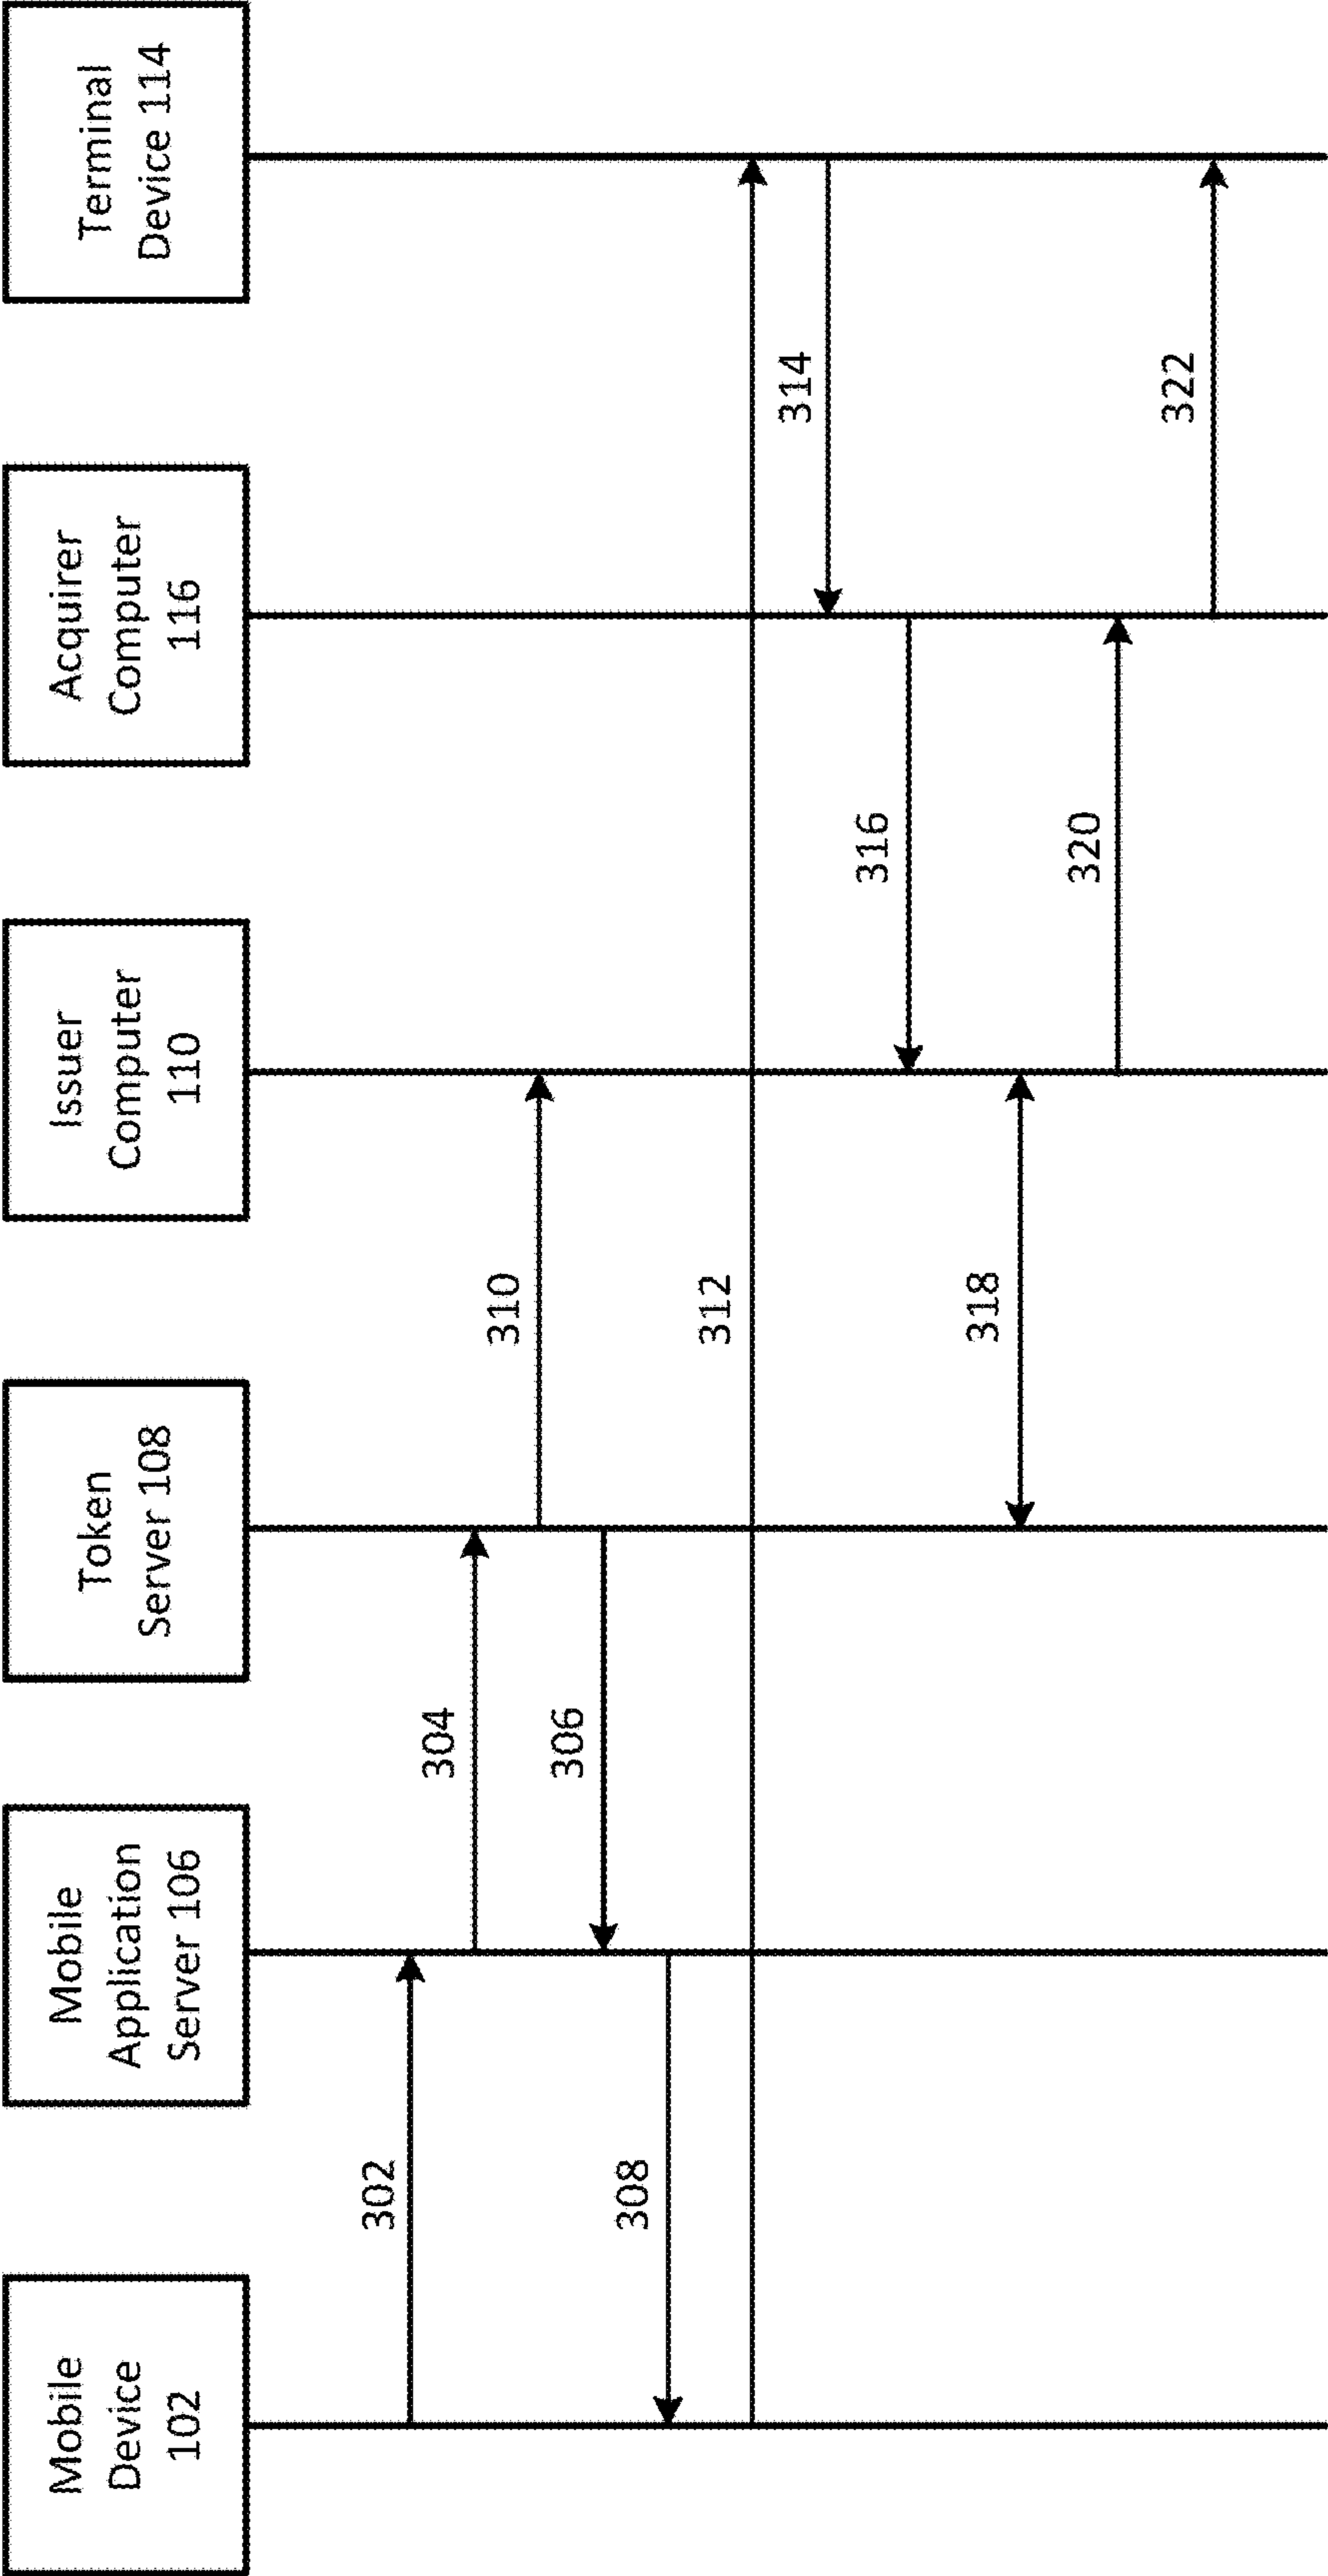 Mobile
Device
102
Mobile
Application
Server 106
Token
Server 108
Issuer
Computer
110
Acquirer
Computer
116
Terminal
Device 114
302
304
310
306
308
312
314
316
318
320
322